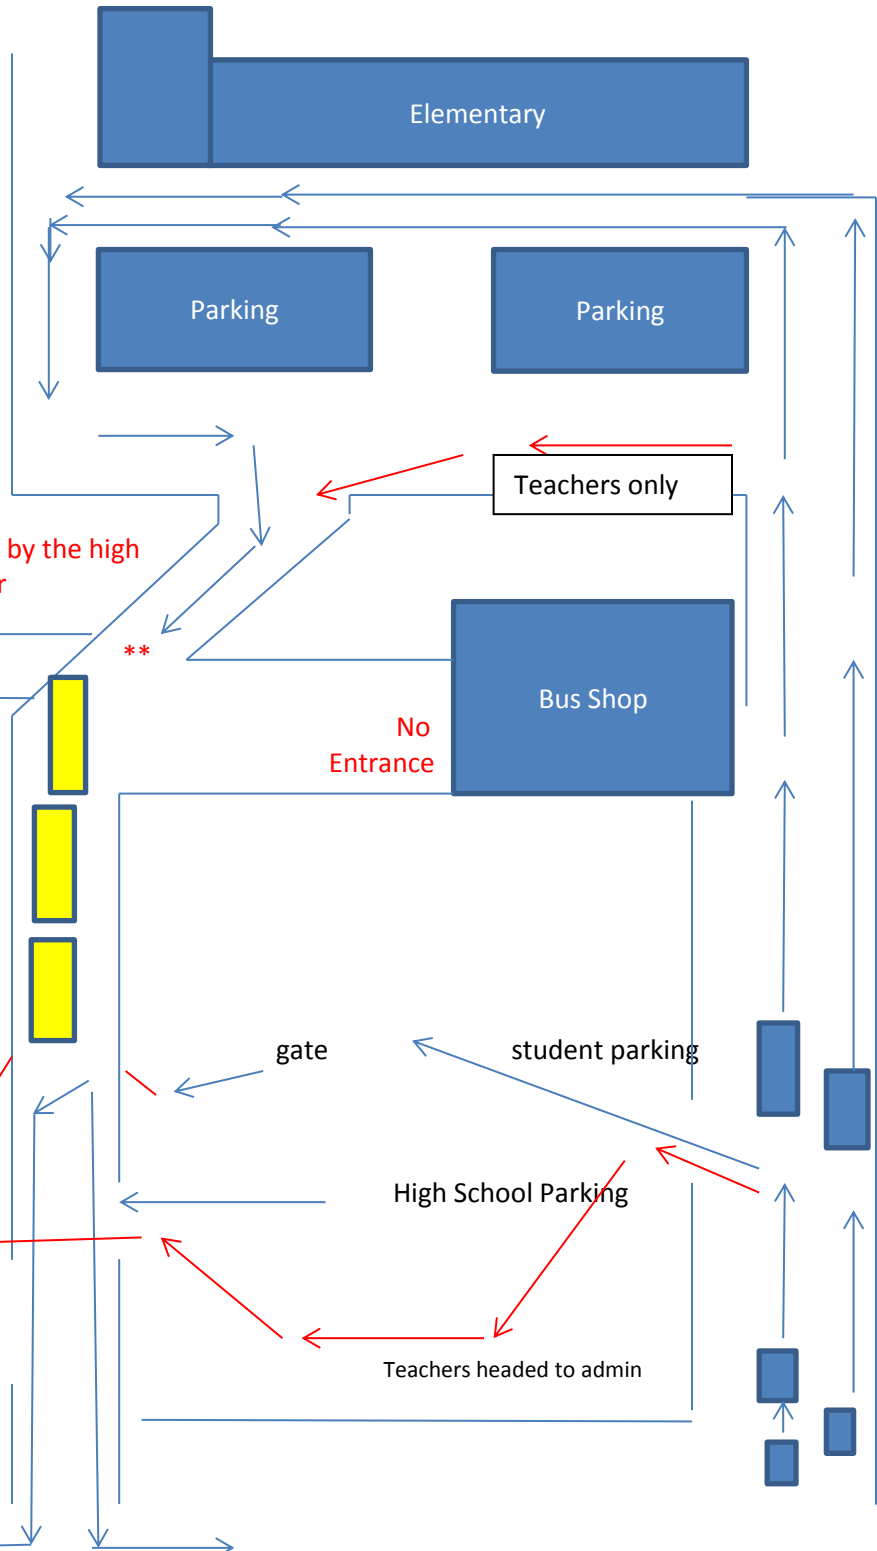 Elementary
Parking
Parking
Teachers only
by the high
r
**
Bus Shop
No
Entrance
gate
student parking
High School Parking
Teachers headed to admin